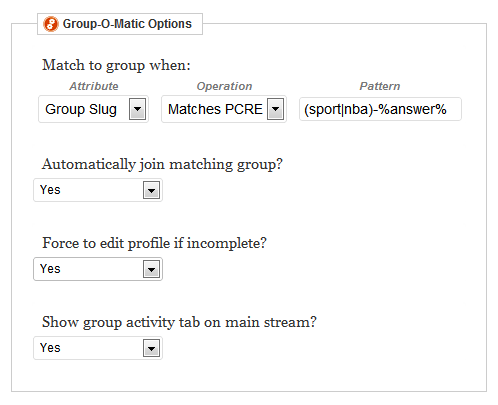 Group-O-Matic Options
Match to group when:
Attribute Operation Pattern
Group Slug Matches PCRE (sport|nba)-%answer%
Automatically join matching group?
Yes
Force to edit profile if incomplete?
Yes
Show group activity tab on main stream?
Yes